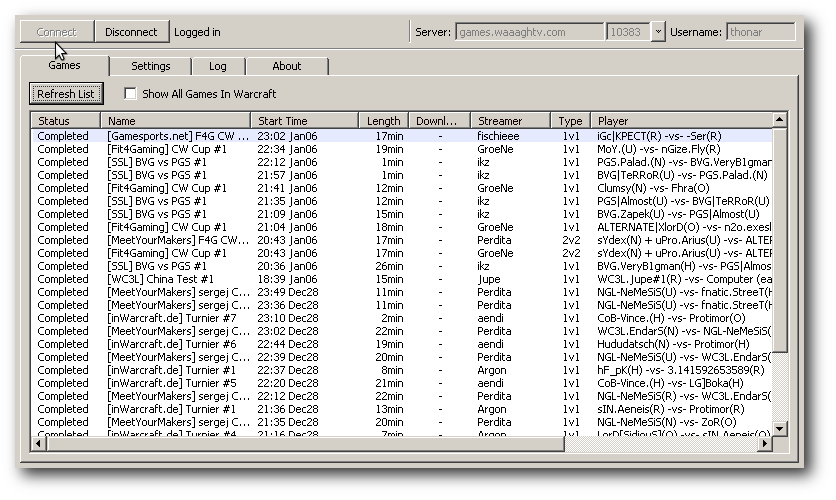 Connect Disconnect Logged in Server: games.waaaghtv.com 10383 Username: thonar
Games Settings Log About
Refresh List Show All Games In Warcraft
Status Name Start Time Length Downl... Streamer Type Player
Completed [Gamesports.net] F4G CW ... 23:02 Jan06 17min - fischieee 1v1 iGc|KPECT(R) -vs- -Ser(R)
Completed [Fit4Gaming] CW Cup #1 22:34 Jan06 19min - GroeNe 1v1 MoY.(U) -vs- nGize.Fly(R)
Completed [SSL] BVG vs PGS #1 22:12 Jan06 1min - ikz 1v1 PGS.Palad.(N) -vs- BVG.VeryB1gman
Completed [SSL] BVG vs PGS #1 21:57 Jan06 1min - ikz 1v1 BVG|TeRRoR(U) -vs- PGS.Palad.(N)
Completed [Fit4Gaming] CW Cup #1 21:41 Jan06 12min - GroeNe 1v1 Clumsy(N) -vs- Fhra(O)
Completed [SSL] BVG vs PGS #1 21:35 Jan06 12min - ikz 1v1 PGS|Almost(U) -vs- BVG|TeRRoR(U)
Completed [SSL] BVG vs PGS #1 21:09 Jan06 15min - ikz 1v1 BVG.Zapek(U) -vs- PGS|Almost(U)
Completed [Fit4Gaming] CW Cup #1 21:04 Jan06 18min - GroeNe 1v1 ALTERNATE|XlorD(O) -vs- n2o.exesl
Completed [MeetYourMakers] F4G CW... 20:43 Jan06 17min - Perdita 2v2 sYdex(N) + uPro.Arius(U) -vs- ALTE
Completed [Fit4Gaming] CW Cup #1 20:43 Jan06 17min - GroeNe 2v2 sYdex(N) + uPro.Arius(U) -vs- ALTEF
Completed [SSL] BVG vs PGS #1 20:36 Jan06 26min - ikz 1v1 BVG.VeryB1gman(H) -vs- PGS|Almos
Completed [WC3L] China Test #1 18:39 Jan06 15min - Jupe 1v1 WC3L.Jupe#1(R) -vs- Computer (ea
Completed [MeetYourMakers] sergej C... 23:49 Dec28 11min - Perdita 1v1 NGL-NeMeSiS(U) -vs- fnatic.StreeT(H
Completed [MeetYourMakers] sergej C... 23:36 Dec28 11min - Perdita 1v1 NGL-NeMeSiS(U) -vs- fnatic.StreeT(H
Completed [inWarcraft.de] Turnier #7 23:10 Dec28 2min - aendi 1v1 CoB-Vince.(H) -vs- Protimor(O)
Completed [MeetYourMakers] sergej C... 23:02 Dec28 22min - Perdita 1v1 WC3L.EndarS(N) -vs- NGL-NeMeSiS(
Completed [inWarcraft.de] Turnier #6 22:44 Dec28 19min - aendi 1v1 Hududatsch(N) -vs- Protimor(H)
Completed [MeetYourMakers] sergej C... 22:39 Dec28 20min - Perdita 1v1 NGL-NeMeSiS(U) -vs- WC3L.EndarS(
Completed [inWarcraft.de] Turnier #1 22:37 Dec28 8min - Argon 1v1 hF_pK(H) -vs- 3.141592653589(R)
Completed [inWarcraft.de] Turnier #5 22:20 Dec28 21min - aendi 1v1 CoB-Vince.(H) -vs- LG]Boka(H)
Completed [MeetYourMakers] sergej C... 22:12 Dec28 22min - Perdita 1v1 NGL-NeMeSiS(R) -vs- WC3L.EndarS(
Completed [inWarcraft.de] Turnier #1 21:36 Dec28 13min - Argon 1v1 sIN.Aeneis(R) -vs- Protimor(R)
Completed [MeetYourMakers] sergej C... 21:35 Dec28 20min - Perdita 1v1 NGL-NeMeSiS(N) -vs- ZoR(O)
Completed [inWarcraft.de] Turnier #4 21:16 Dec28 7min - Argon 1v1 LorD[SidiouS](O) -vs- sIN.Aeneis(O)